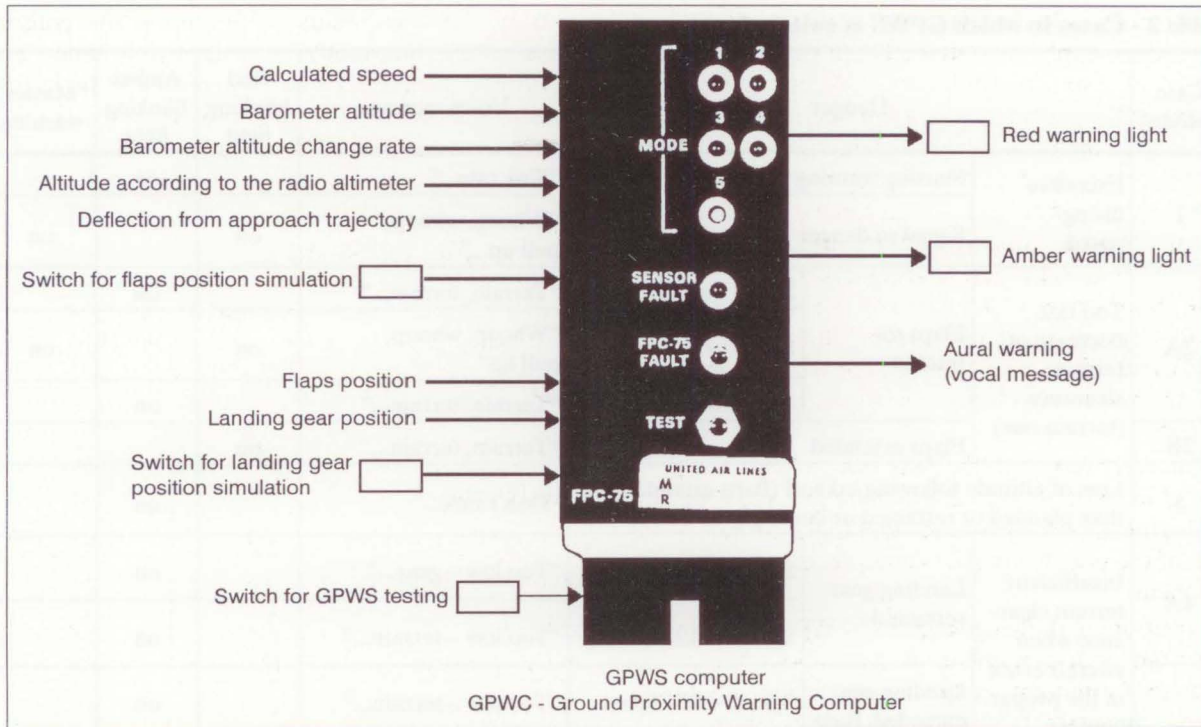 Calculated speed
Barometer altitude
Barometer altitude change rate
Altitude according to the radio altimeter
Deflection from approach trajectory
Switch for flaps position simulation
Flaps position
Landing gear position
Switch for landing gear
position simulation
Switch for GPWS testing
1 2
3 4
MODE
5
SENSOR
FAULT
FPC-75
FAULT
TEST
UNITED AIR LINES
M
R
FPC-75
Red warning light
Amber warning light
Aural warning
(vocal message)
GPWS computer
GPWC - Ground Proximity Warning Computer